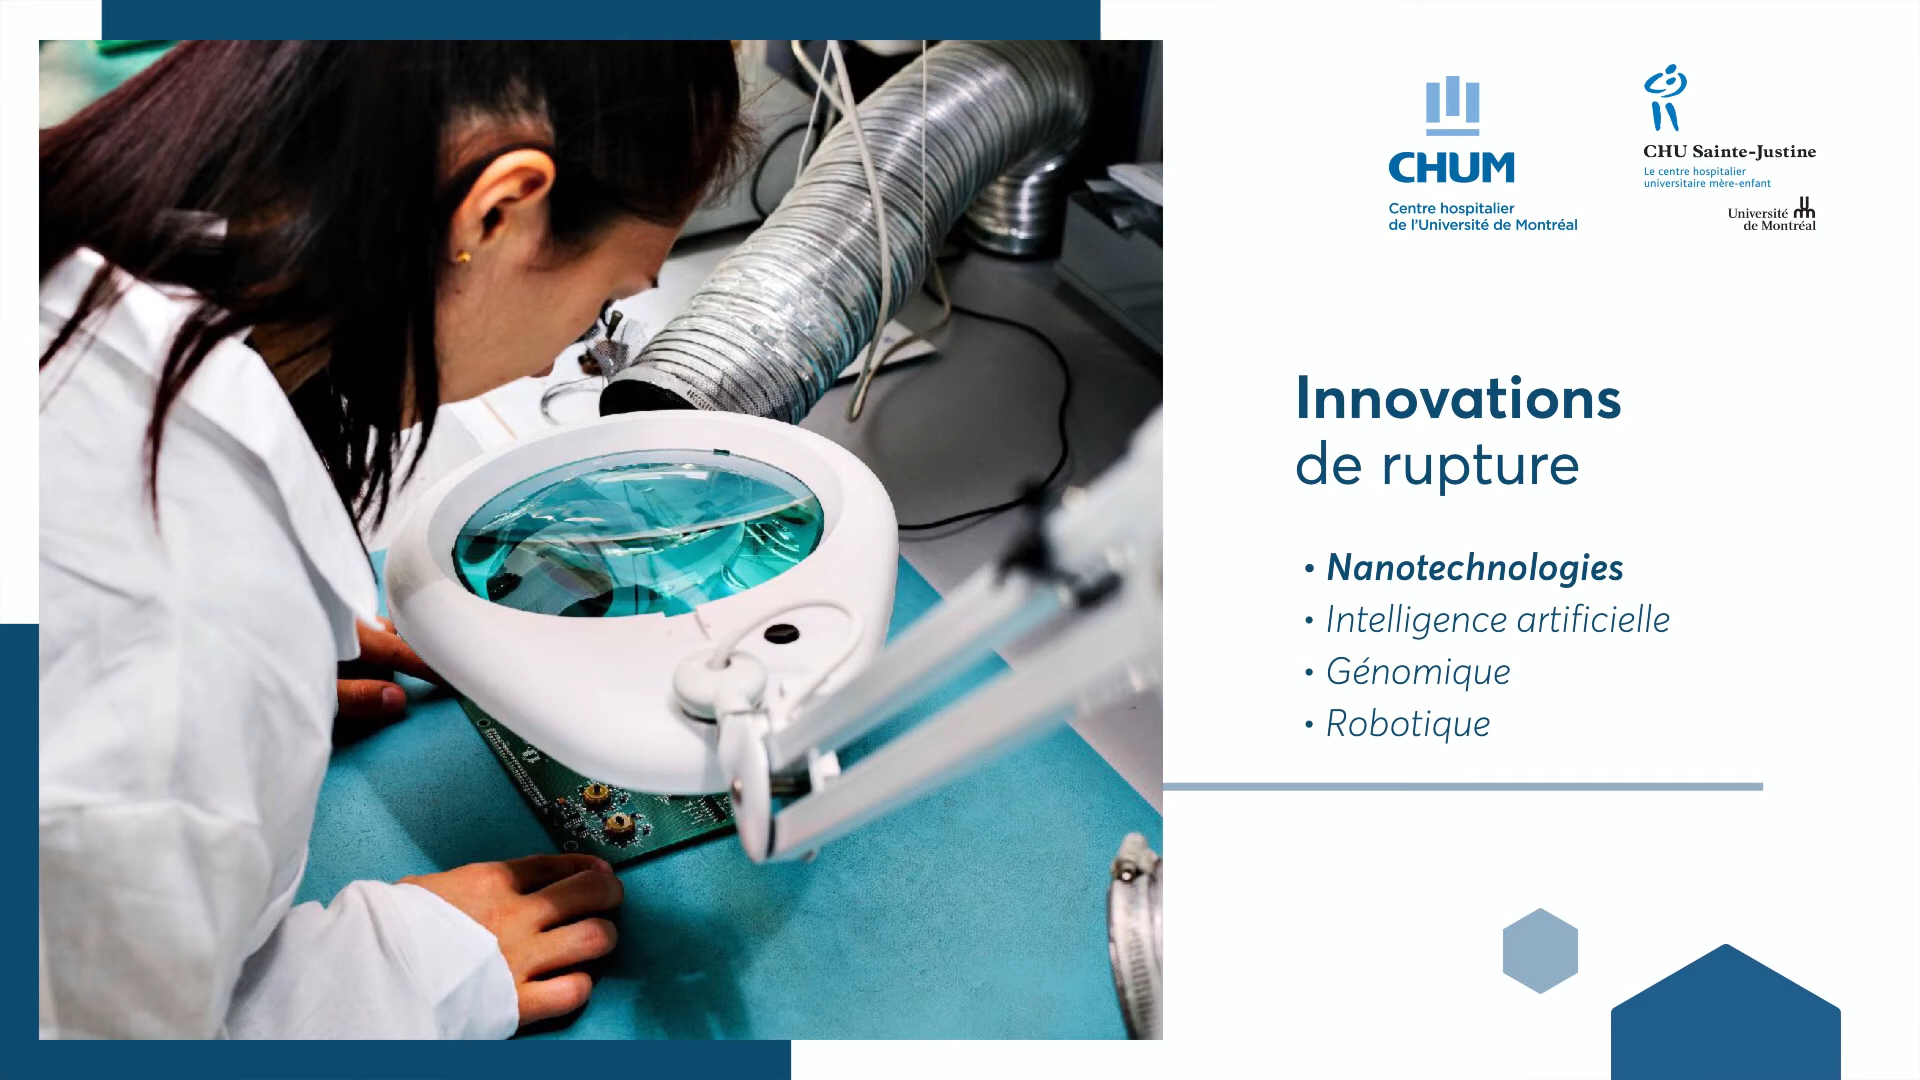 CHUM
Centre hospitalier
de l'Université de Montréal
CHU Sainte-Justine
Le centre hospitalier
universitaire mère-enfant
Université
de Montréal
Innovations
de rupture
• Nanotechnologies
• Intelligence artificielle
• Génomique
• Robotique